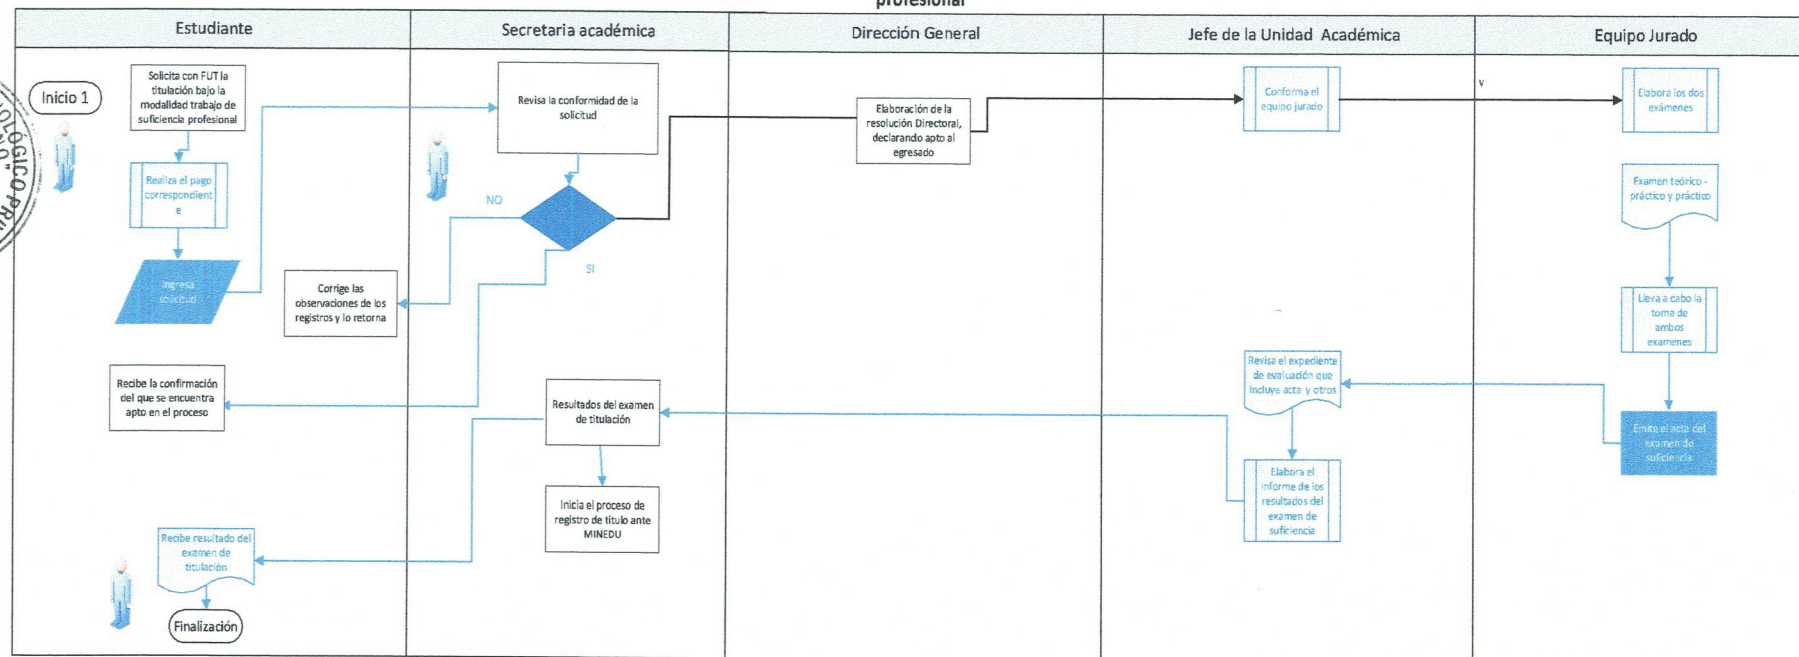 profesional
Estudiante
Secretaria académica
Dirección General
Jefe de la Unidad Académica
Equipo Jurado
Inicio 1
Solicita con FUT la
titulación bajo la
modalidad trabajo de
suficiencia profesional
Realiza el pago
correspondient
e
Ingresa
solicitud
Corrige las
observaciones de los
registros y lo retorna
Recibe la confirmación
del que se encuentra
apto en el proceso
Recibe resultado del
examen de
titulación
Finalización
Revisa la conformidad de la
solicitud
NO
SI
Resultados del examen
de titulación
Inicia el proceso de
registro de titulo ante
MINEDU
Elaboración de la
resolución Directoral,
declarando apto al
egresado
Conforma el
equipo jurado
v
Revisa el expediente
de evaluación que
incluye acta y otros
Elabora el
informe de los
resultados del
examen de
suficiencia
Elabora los dos
exámenes
Examen teórico -
práctico y práctico
Lleva a cabo la
toma de
ambos
examenes
Emite el acta del
examen de
suficiencia